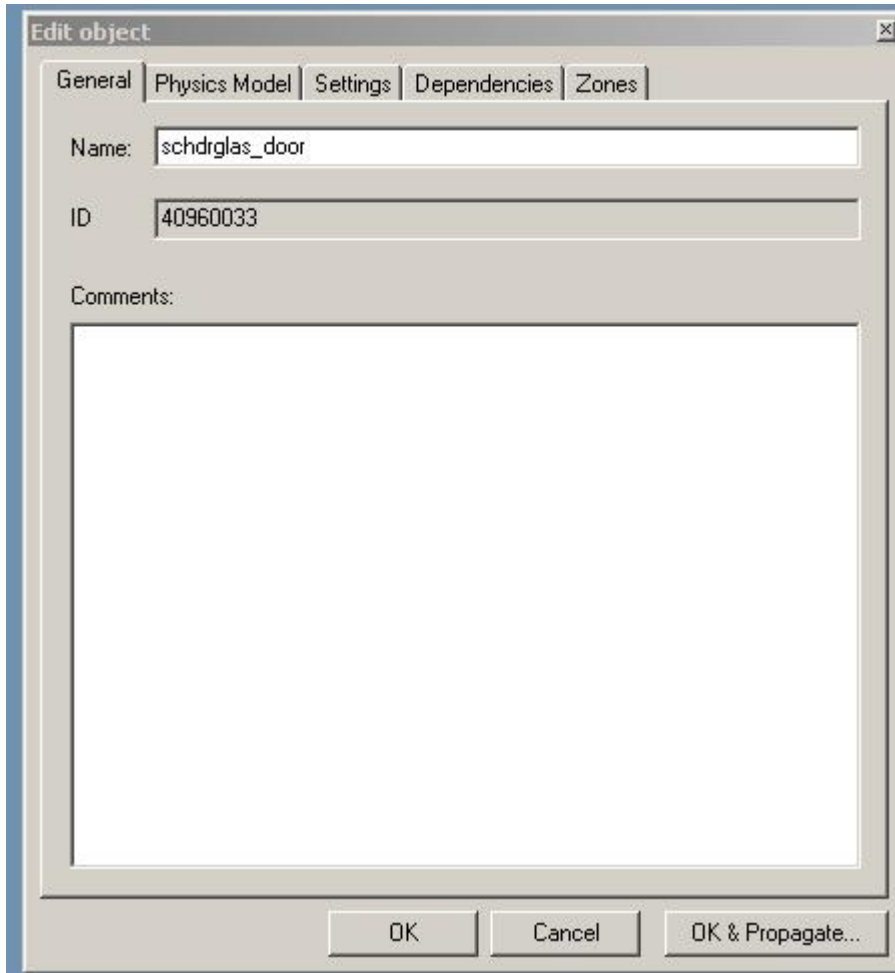 Edit object
General Physics Model Settings Dependencies Zones
Name: schdrglas_door
ID 40960033
Comments:
OK Cancel OK & Propagate...